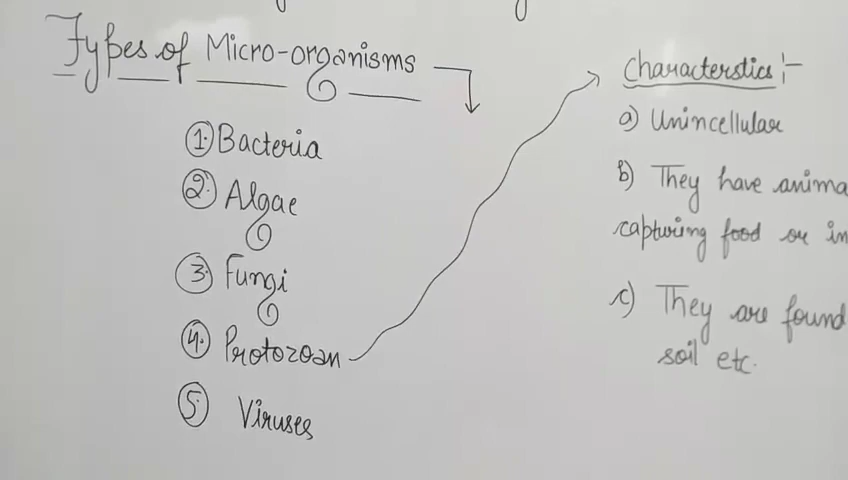 Types of Micro-organisms
1. Bacteria
2. Algae
3. Fungi
4. Protozoan
5. Viruses
Characterstics :-
a) Unincellular
b) They have anima
capturing food or in
c) They are found
soil etc.